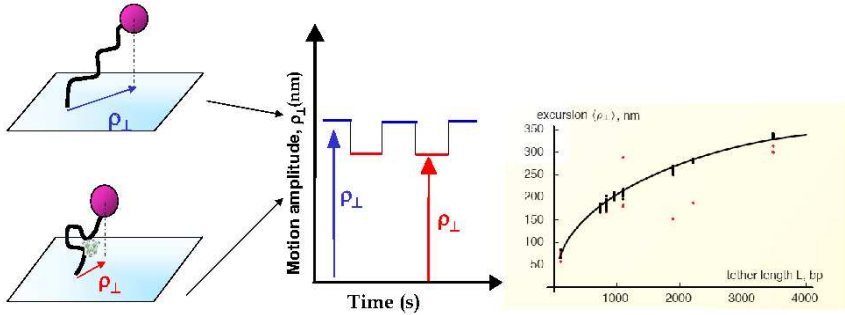 ρ⊥
ρ⊥
Motion amplitude, ρ⊥(nm)
ρ⊥
ρ⊥
Time (s)
excursion ⟨ρ⊥⟩, nm
350
300
250
200
150
100
50
tether length L, bp
1000
2000
3000
4000